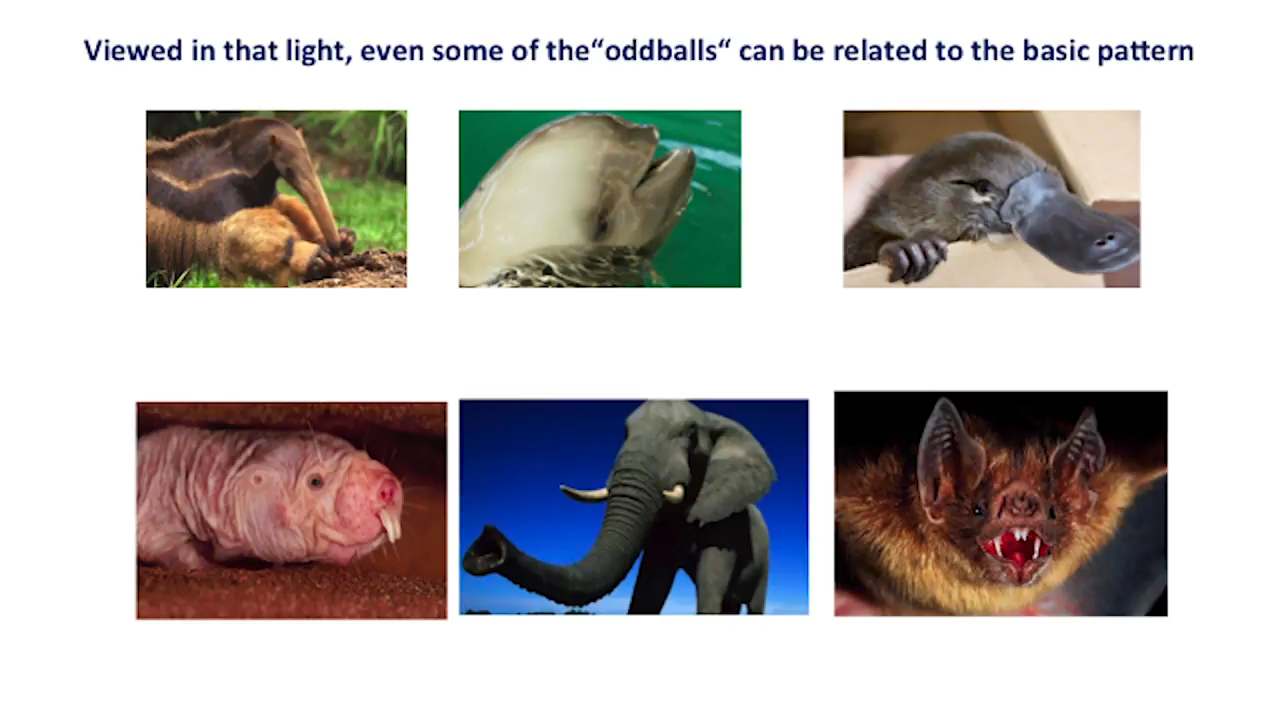 Viewed in that light, even some of the“oddballs“ can be related to the basic pattern